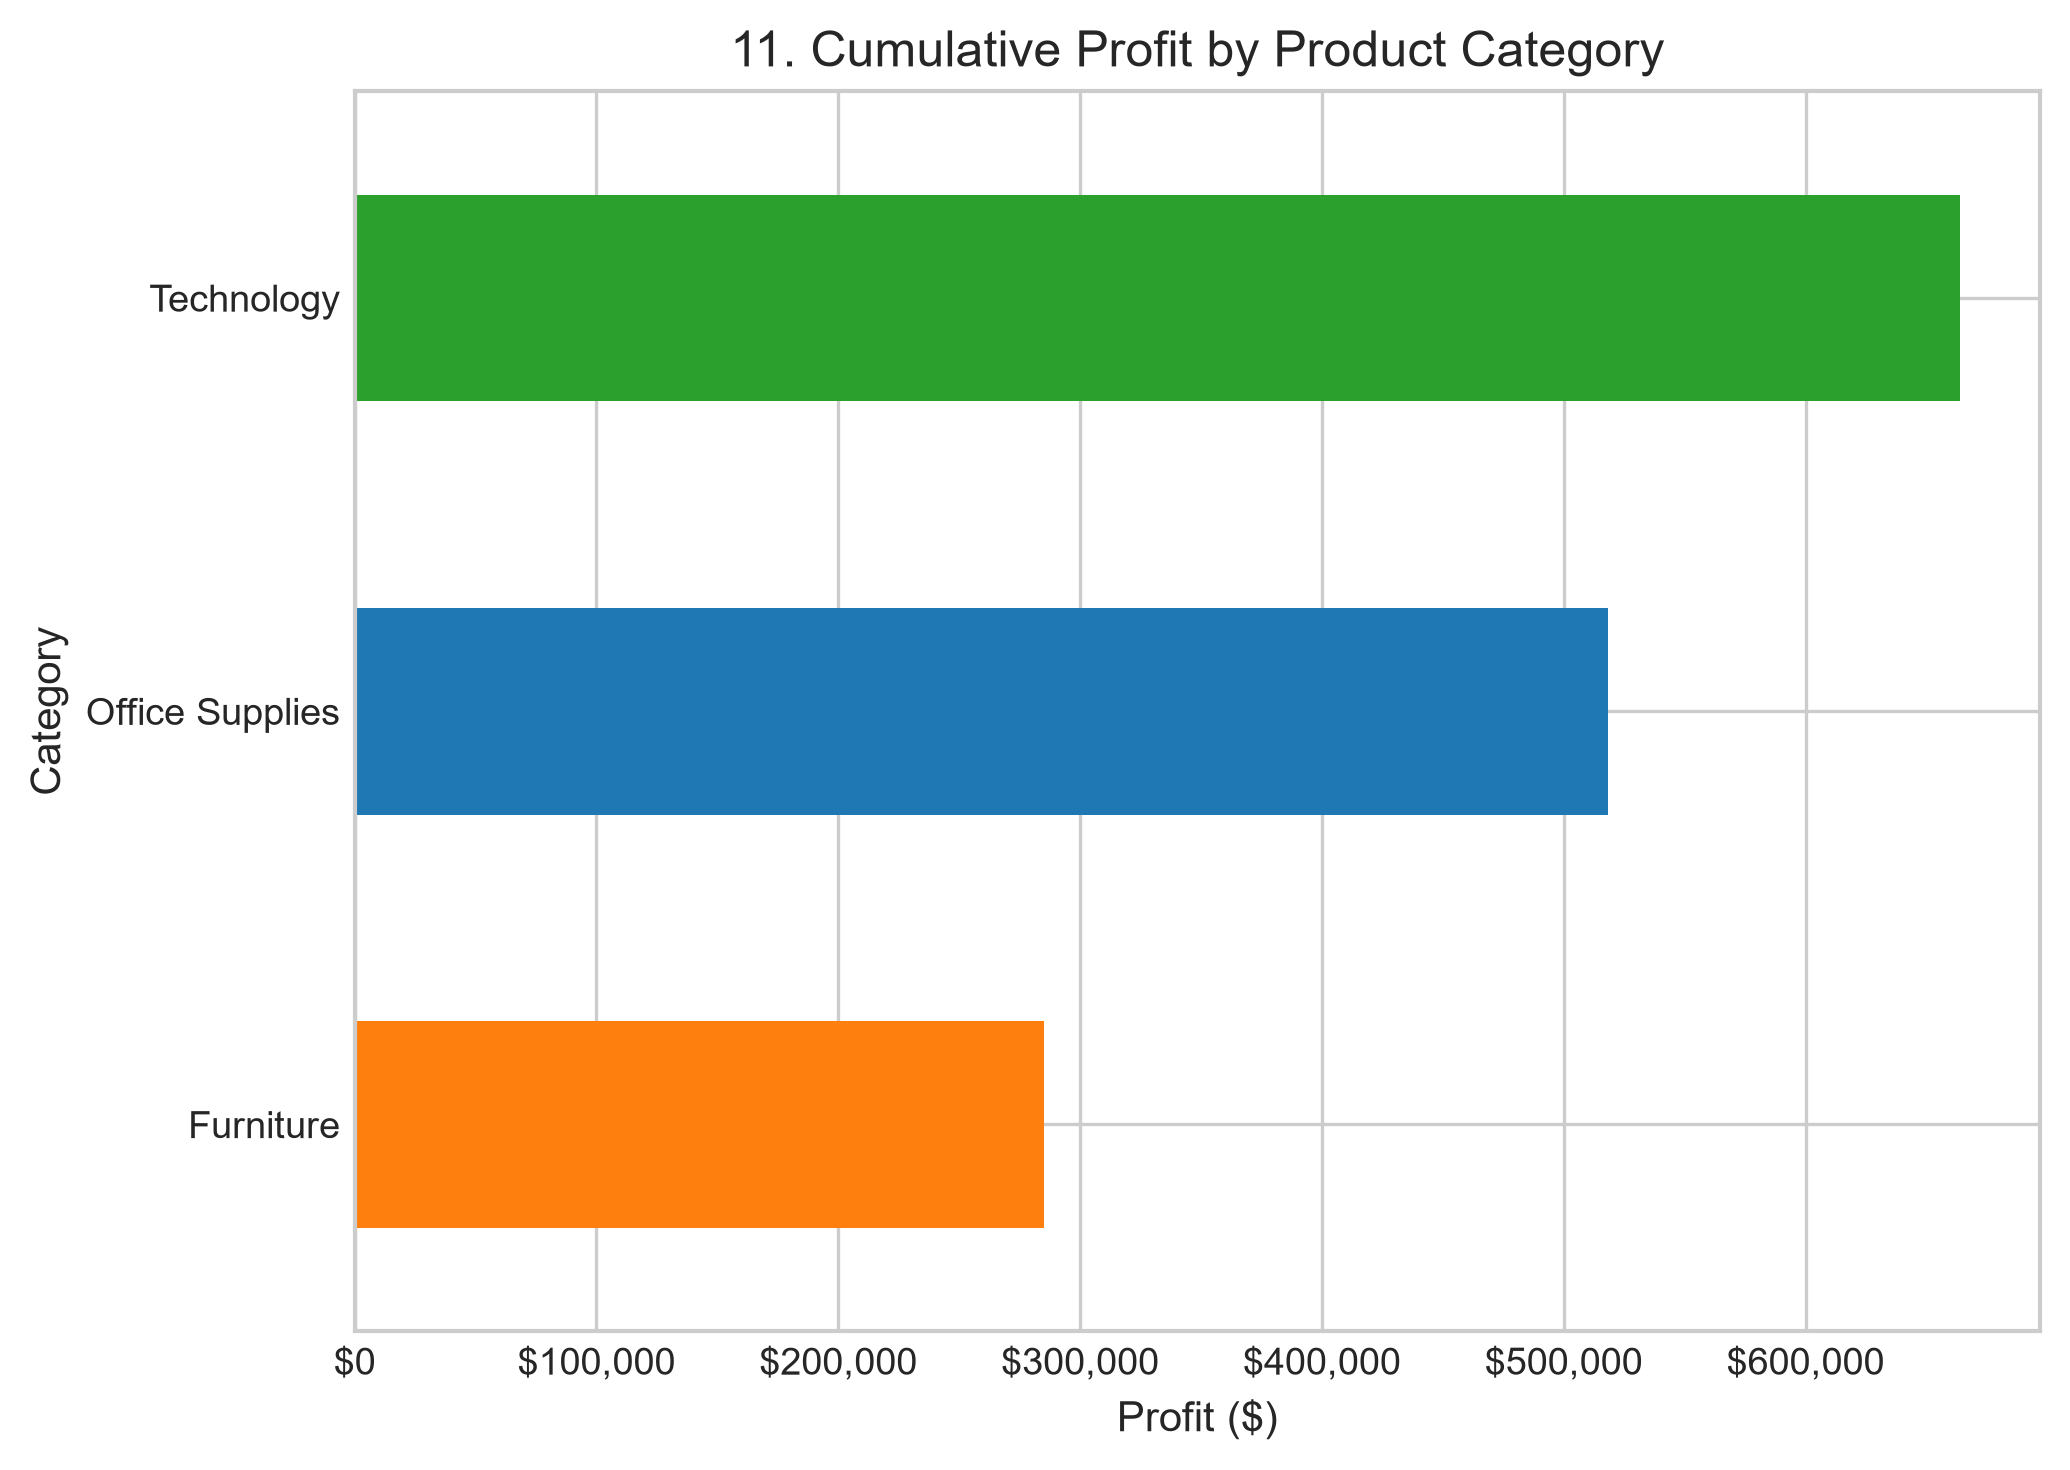 11. Cumulative Profit by Product Category
Category
Technology
Office Supplies
Furniture
$0
$100,000
$200,000
$300,000
$400,000
$500,000
$600,000
Profit ($)